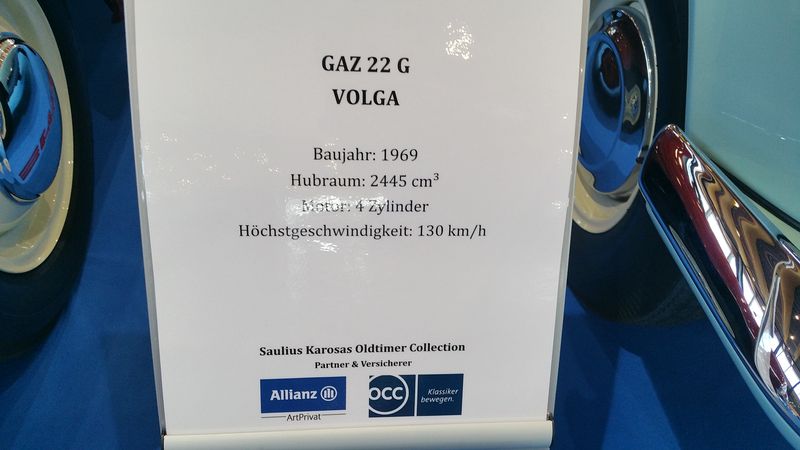 GAZ 22 G
VOLGA
Baujahr: 1969
Hubraum: 2445 cm³
Motor: 4 Zylinder
Höchstgeschwindigkeit: 130 km/h
Saulius Karosas Oldtimer Collection
Partner & Versicherer
Allianz
ArtPrivat
OCC
Klassiker
bewegen.